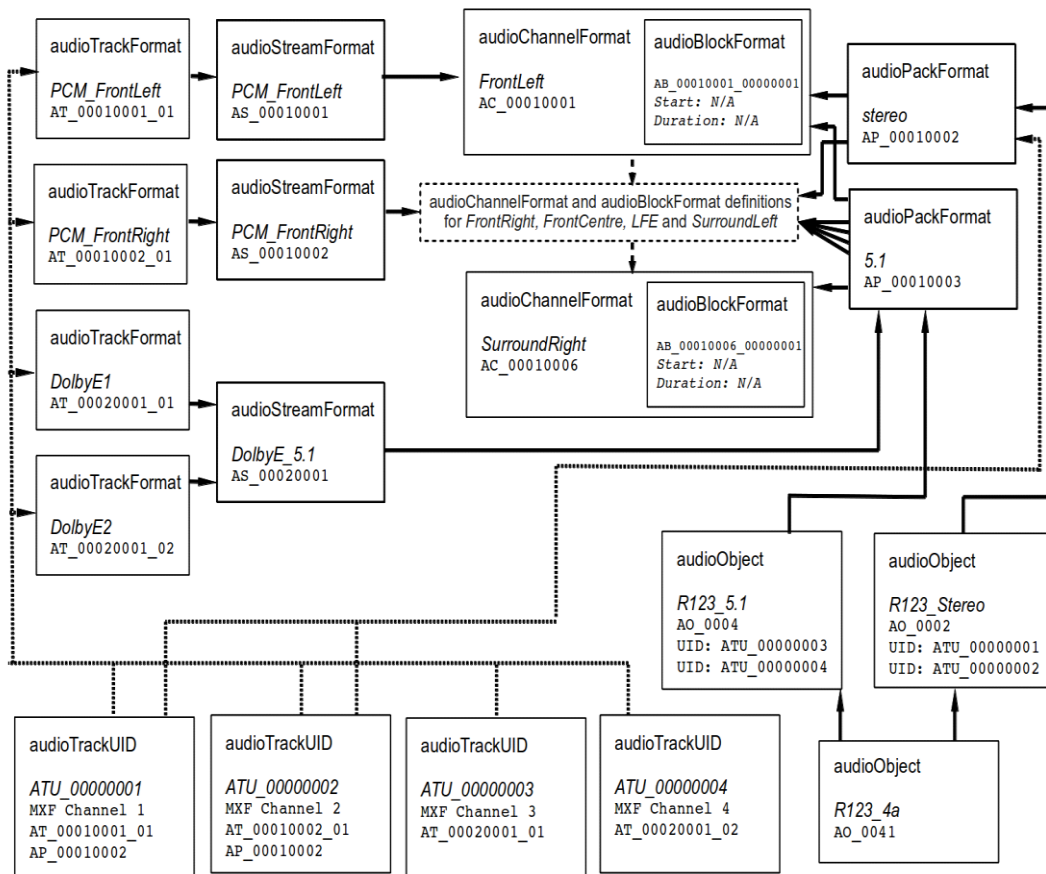 audioTrackFormat
PCM_FrontLeft
AT_00010001_01
audioStreamFormat
PCM_FrontLeft
AS_00010001
audioChannelFormat
FrontLeft
AC_00010001
audioBlockFormat
AB_00010001_00000001
Start: N/A
Duration: N/A
audioPackFormat
stereo
AP_00010002
audioTrackFormat
PCM_FrontRight
AT_00010002_01
audioStreamFormat
PCM_FrontRight
AS_00010002
audioChannelFormat and audioBlockFormat definitions
for FrontRight, FrontCentre, LFE and SurroundLeft
audioPackFormat
5.1
AP_00010003
audioChannelFormat
SurroundRight
AC_00010006
audioBlockFormat
AB_00010006_00000001
Start: N/A
Duration: N/A
audioTrackFormat
DolbyE1
AT_00020001_01
audioStreamFormat
DolbyE_5.1
AS_00020001
audioTrackFormat
DolbyE2
AT_00020001_02
audioObject
R123_5.1
AO_0004
UID: ATU_00000003
UID: ATU_00000004
audioObject
R123_Stereo
AO_0002
UID: ATU_00000001
UID: ATU_00000002
audioTrackUID
ATU_00000001
MXF Channel 1
AT_00010001_01
AP_00010002
audioTrackUID
ATU_00000002
MXF Channel 2
AT_00010002_01
AP_00010002
audioTrackUID
ATU_00000003
MXF Channel 3
AT_00020001_01
audioTrackUID
ATU_00000004
MXF Channel 4
AT_00020001_02
audioObject
R123_4a
AO_0041